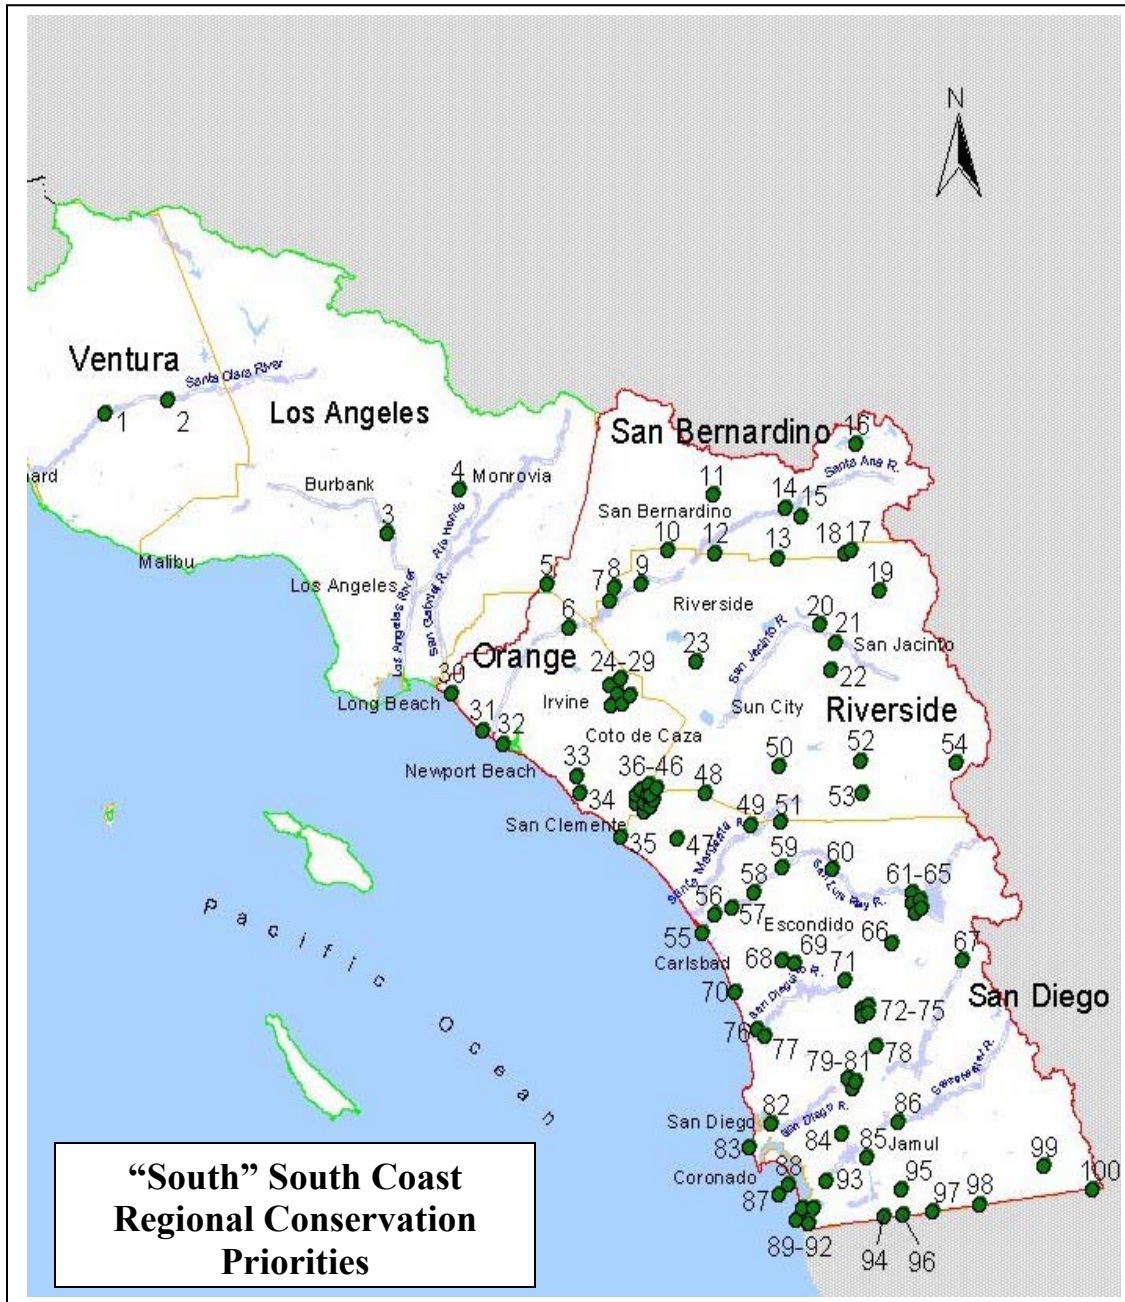 N
Ventura
Santa Clara River
1
2
Los Angeles
ard
Burbank
4
Monrovia
3
Rio Hondo
Malibu
Los Angeles
Los Angeles River
San Gabriel R.
San Bernardino
16
Santa Ana R.
11
14
15
San Bernardino
10
12
13
18
17
5
7
8
9
19
6
Riverside
20
21
San Jacinto R.
San Jacinto
Orange
23
22
24-29
30
Long Beach
Irvine
Sun City
Riverside
31
32
Coto de Caza
Newport Beach
33
34
36-46
48
50
52
54
53
San Clemente
35
47
49
51
Santa Margarita R.
59
60
San Luis Rey R.
61-65
58
56
57
Escondido
55
66
67
Carlsbad
68
69
71
San Dieguito R.
70
72-75
San Diego
76
77
78
79-81
Sweetwater R.
San Diego
82
San Diego R.
86
83
84
85
Jamul
Coronado
88
87
93
95
99
100
89-92
94
96
97
98
Pacific
Ocean
“South” South Coast
Regional Conservation
Priorities